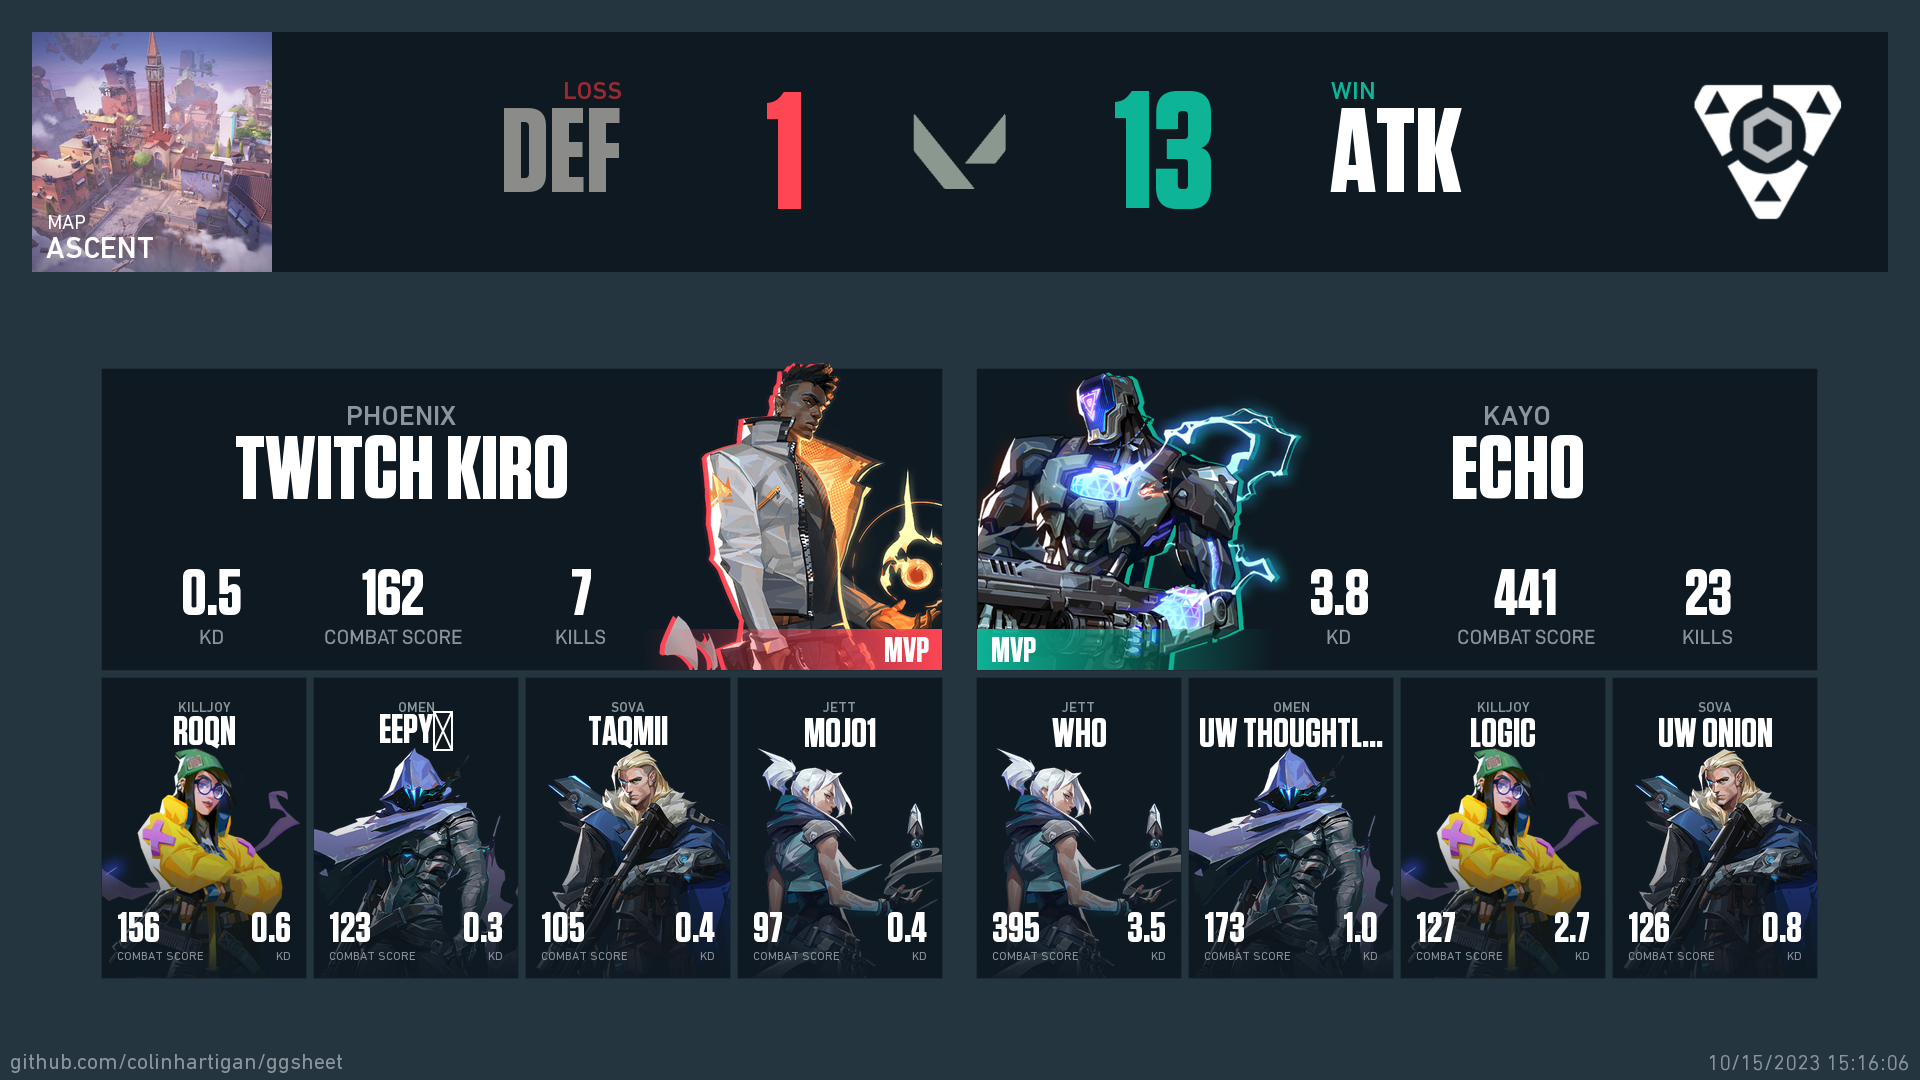 MAP
ASCENT
LOSS
DEF
1
13
WIN
ATK
PHOENIX
TWITCH KIRO
0.5
KD
162
COMBAT SCORE
7
KILLS
MVP
KAYO
ECHO
3.8
KD
441
COMBAT SCORE
23
KILLS
MVP
KILLJOY
ROQN
156
COMBAT SCORE
0.6
KD
OMEN
EEPY
123
COMBAT SCORE
0.3
KD
SOVA
TAQMII
105
COMBAT SCORE
0.4
KD
JETT
MOJO1
97
COMBAT SCORE
0.4
KD
JETT
WHO
395
COMBAT SCORE
3.5
KD
OMEN
UW THOUGHTL...
173
COMBAT SCORE
1.0
KD
KILLJOY
LOGIC
127
COMBAT SCORE
2.7
KD
SOVA
UW ONION
126
COMBAT SCORE
0.8
KD
github.com/colinhartigan/ggsheet
10/15/2023 15:16:06